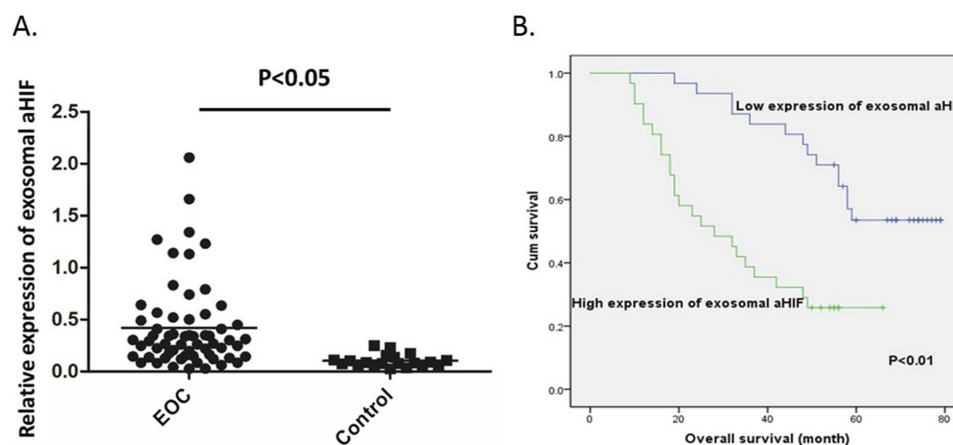 A.
P<0.05
Relative expression of exosomal aHIF
2.5
2.0
1.5
1.0
0.5
0.0
EOC
Control
B.
Cum survival
1.0
0.8
0.6
0.4
0.2
0.0
Low expression of exosomal aHI
High expression of exosomal aHIF
P<0.01
0
20
40
60
80
Overall survival (month)